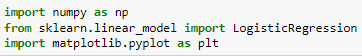 import numpy as np
from sklearn.linear_model import LogisticRegression
import matplotlib.pyplot as plt